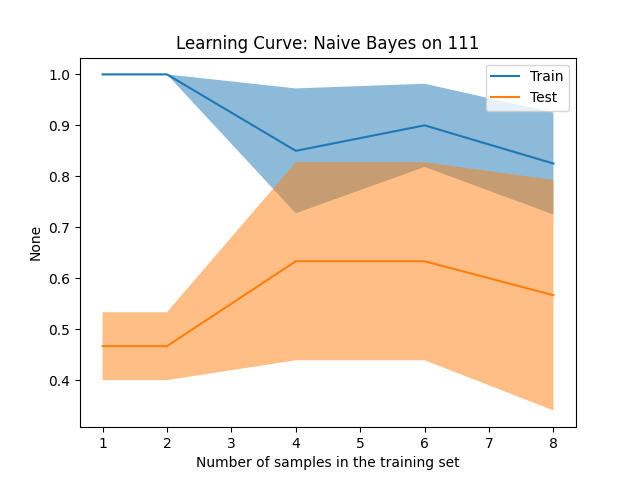 Learning Curve: Naive Bayes on 111
Train
Test
1.0
0.9
0.8
0.7
0.6
0.5
0.4
None
1 2 3 4 5 6 7 8
Number of samples in the training set